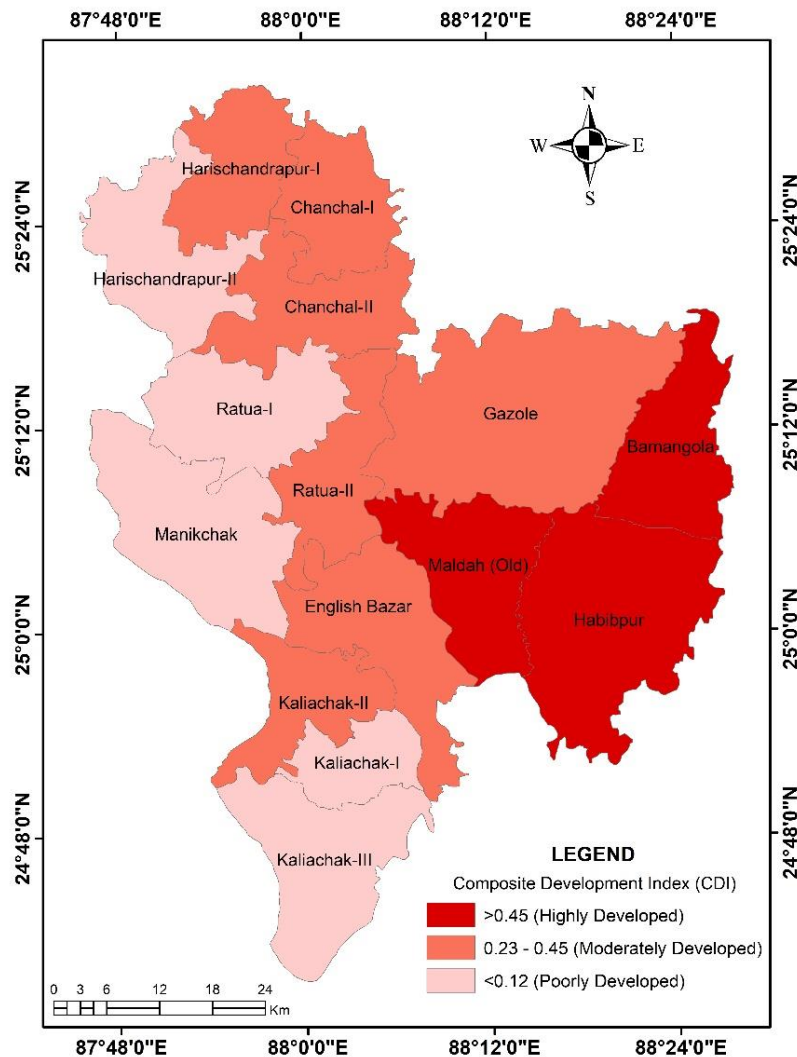 87°48'0"E 88°0'0"E 88°12'0"E 88°24'0"E
N
W E
S
25°24'0"N
25°12'0"N
25°0'0"N
24°48'0"N
25°24'0"N
25°12'0"N
25°0'0"N
24°48'0"N
Harischandrapur-I
Chanchal-I
Harischandrapur-II
Chanchal-II
Ratua-I
Gazole
Bamangola
Ratua-II
Manikchak
Maldah (Old)
English Bazar
Habibpur
Kaliachak-II
Kaliachak-I
Kaliachak-III
LEGEND
Composite Development Index (CDI)
>0.45 (Highly Developed)
0.23 - 0.45 (Moderately Developed)
<0.12 (Poorly Developed)
0 3 6 12 18 24
Km
87°48'0"E 88°0'0"E 88°12'0"E 88°24'0"E